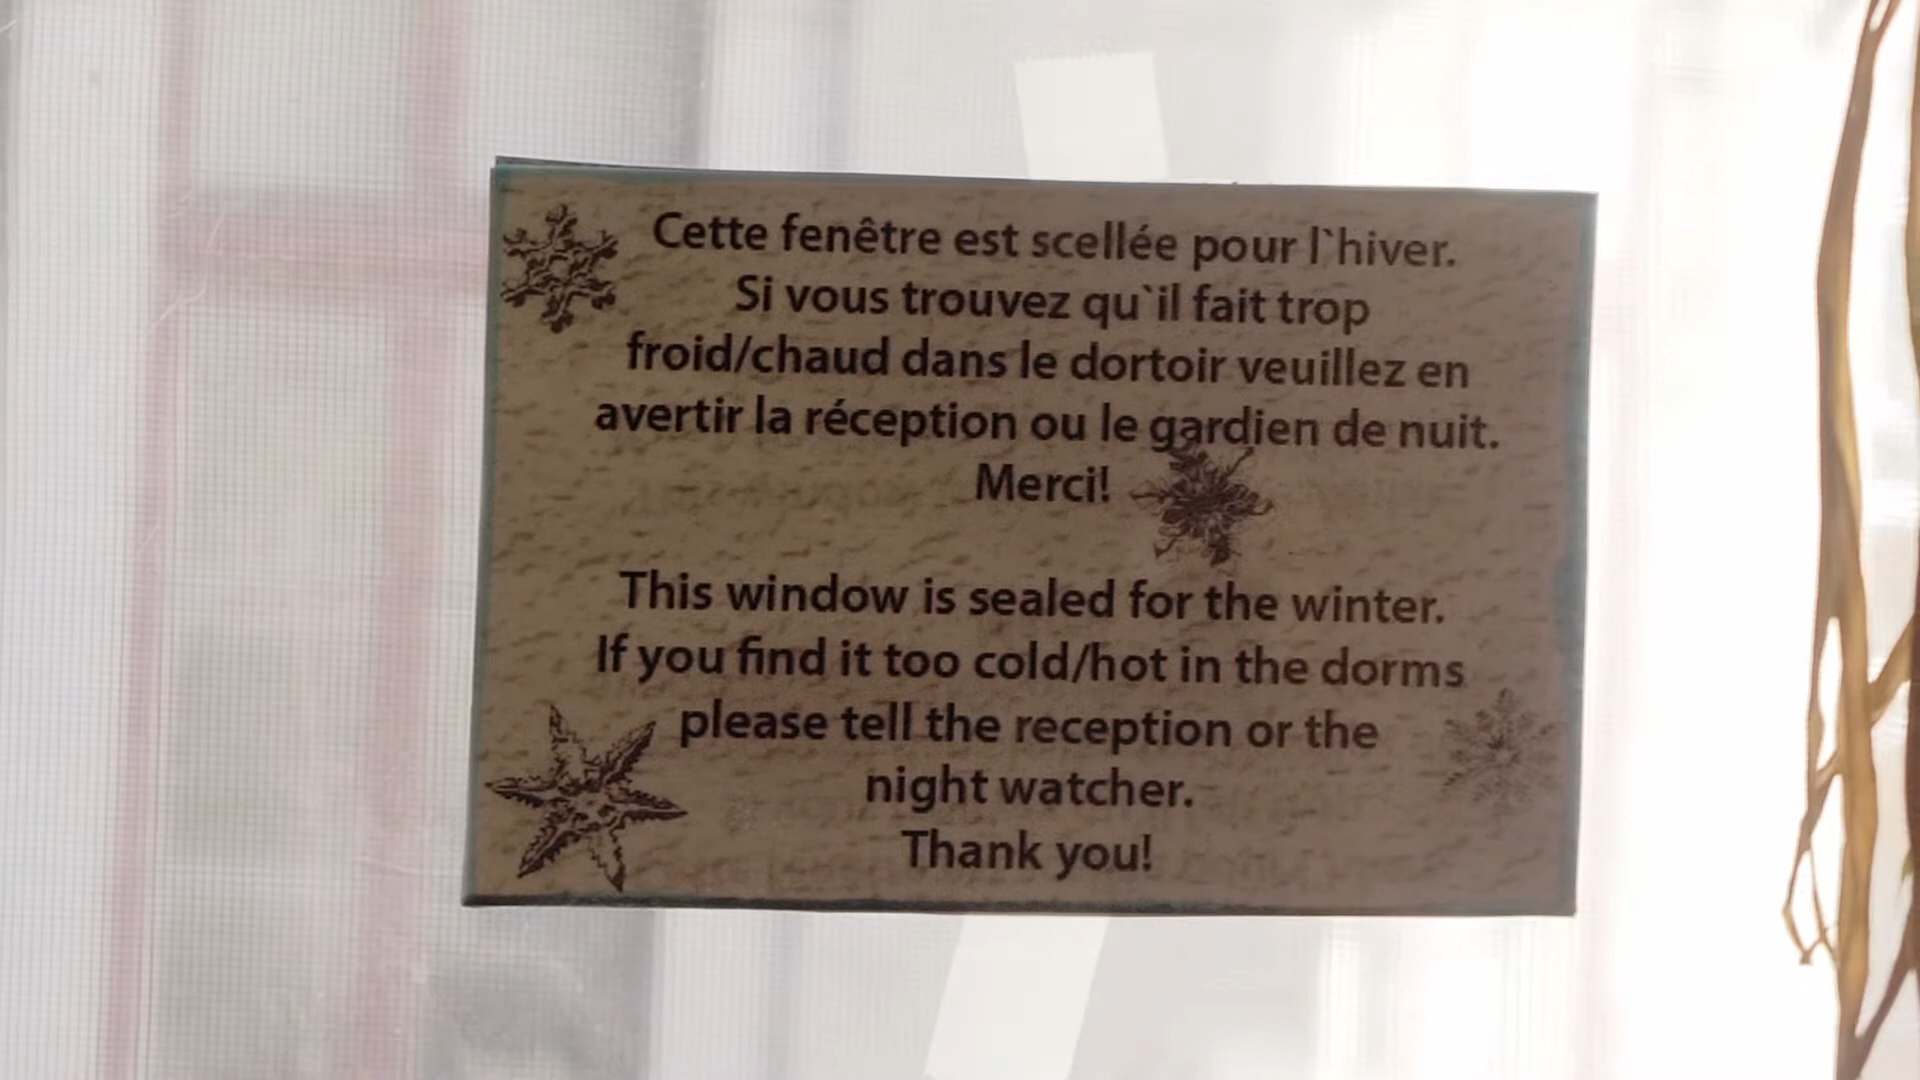 Cette fenêtre est scellée pour l`hiver.
Si vous trouvez qu`il fait trop
froid/chaud dans le dortoir veuillez en
avertir la réception ou le gardien de nuit.
Merci!
This window is sealed for the winter.
If you find it too cold/hot in the dorms
please tell the reception or the
night watcher.
Thank you!